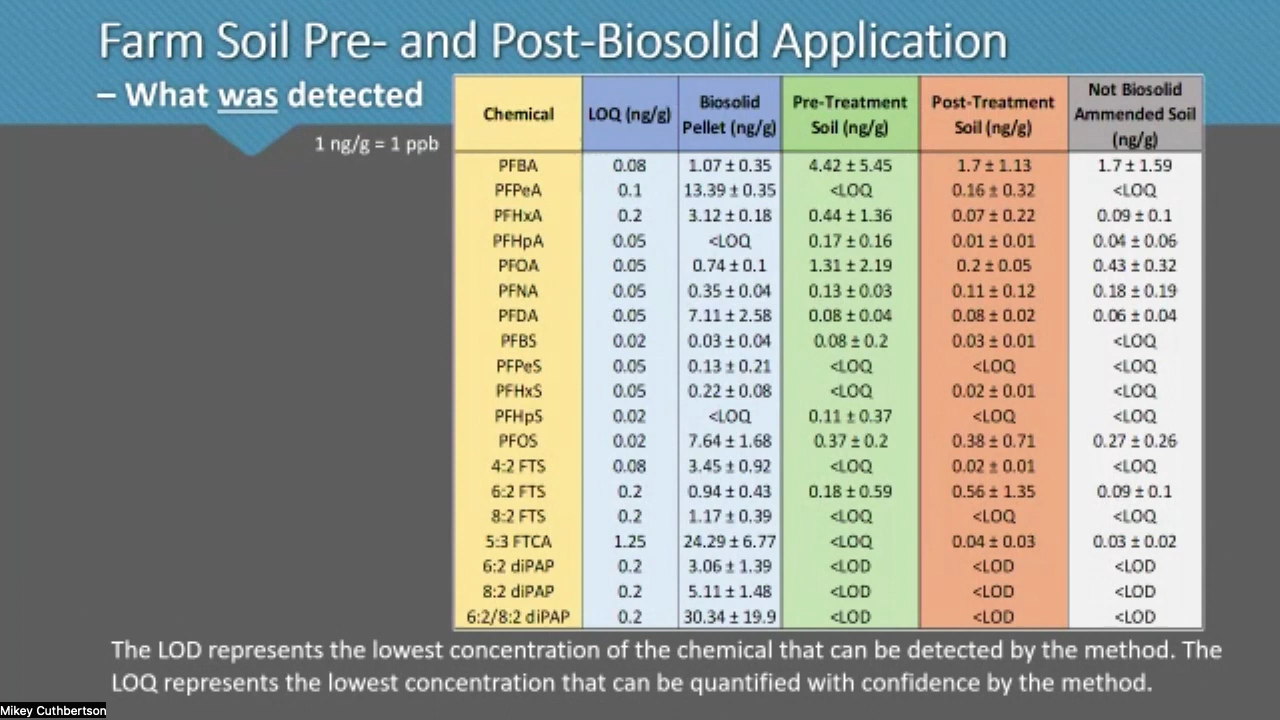 Farm Soil Pre- and Post-Biosolid Application
– What was detected
1 ng/g = 1 ppb
Chemical LOQ (ng/g) Biosolid Pellet (ng/g) Pre-Treatment Soil (ng/g) Post-Treatment Soil (ng/g) Not Biosolid Ammended Soil (ng/g)
PFBA 0.08 1.07 ± 0.35 4.42 ± 5.45 1.7 ± 1.13 1.7 ± 1.59
PFPeA 0.1 13.39 ± 0.35 <LOQ 0.16 ± 0.32 <LOQ
PFHxA 0.2 3.12 ± 0.18 0.44 ± 1.36 0.07 ± 0.22 0.09 ± 0.1
PFHpA 0.05 <LOQ 0.17 ± 0.16 0.01 ± 0.01 0.04 ± 0.06
PFOA 0.05 0.74 ± 0.1 1.31 ± 2.19 0.2 ± 0.05 0.43 ± 0.32
PFNA 0.05 0.35 ± 0.04 0.13 ± 0.03 0.11 ± 0.12 0.18 ± 0.19
PFDA 0.05 7.11 ± 2.58 0.08 ± 0.04 0.08 ± 0.02 0.06 ± 0.04
PFBS 0.02 0.03 ± 0.04 0.08 ± 0.2 0.03 ± 0.01 <LOQ
PFPeS 0.05 0.13 ± 0.21 <LOQ <LOQ <LOQ
PFHxS 0.05 0.22 ± 0.08 <LOQ 0.02 ± 0.01 <LOQ
PFHpS 0.02 <LOQ 0.11 ± 0.37 <LOQ <LOQ
PFOS 0.02 7.64 ± 1.68 0.37 ± 0.2 0.38 ± 0.71 0.27 ± 0.26
4:2 FTS 0.08 3.45 ± 0.92 <LOQ 0.02 ± 0.01 <LOQ
6:2 FTS 0.2 0.94 ± 0.43 0.18 ± 0.59 0.56 ± 1.35 0.09 ± 0.1
8:2 FTS 0.2 1.17 ± 0.39 <LOQ <LOQ <LOQ
5:3 FTCA 1.25 24.29 ± 6.77 <LOQ 0.04 ± 0.03 0.03 ± 0.02
6:2 diPAP 0.2 3.06 ± 1.39 <LOD <LOD <LOD
8:2 diPAP 0.2 5.11 ± 1.48 <LOD <LOD <LOD
6:2/8:2 diPAP 0.2 30.34 ± 19.9 <LOD <LOD <LOD
The LOD represents the lowest concentration of the chemical that can be detected by the method. The
LOQ represents the lowest concentration that can be quantified with confidence by the method.
Mikey Cuthbertson